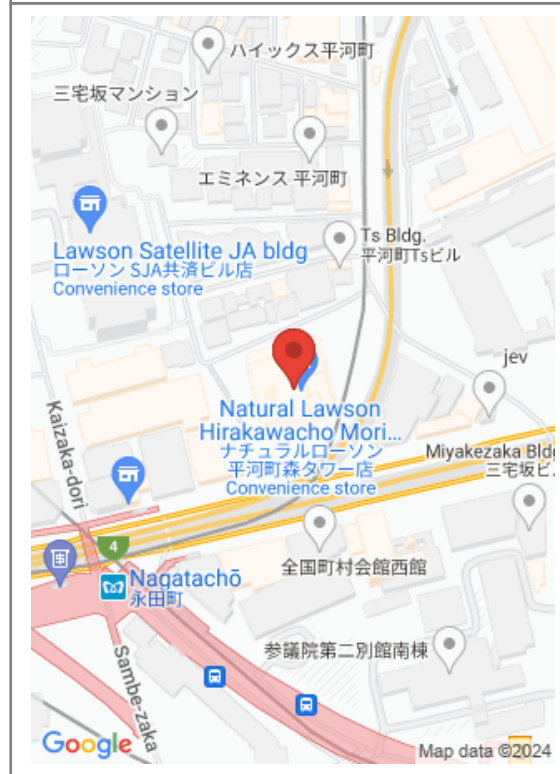 ハイックス平河町
三宅坂マンション
エミネンス 平河町
Ts Bldg.
平河町Tsビル
Lawson Satellite JA bldg
ローソン SJA共済ビル店
Convenience store
jev
Natural Lawson
Hirakawacho Mori...
ナチュラルローソン
平河町森タワー店
Convenience store
Kaizaka-dori
Miyakezaka Bldg
三宅坂ビ
4
全国町村会館西館
Nagatachō
永田町
参議院第二別館南棟
Sambe-zaka
Google
Map data ©2024